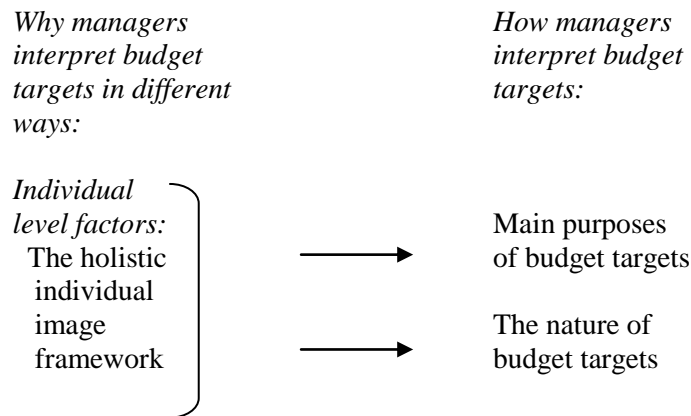 Why managers
interpret budget
targets in different
ways:
How managers
interpret budget
targets:
Individual
level factors:
The holistic
individual
image
framework
Main purposes
of budget targets
The nature of
budget targets